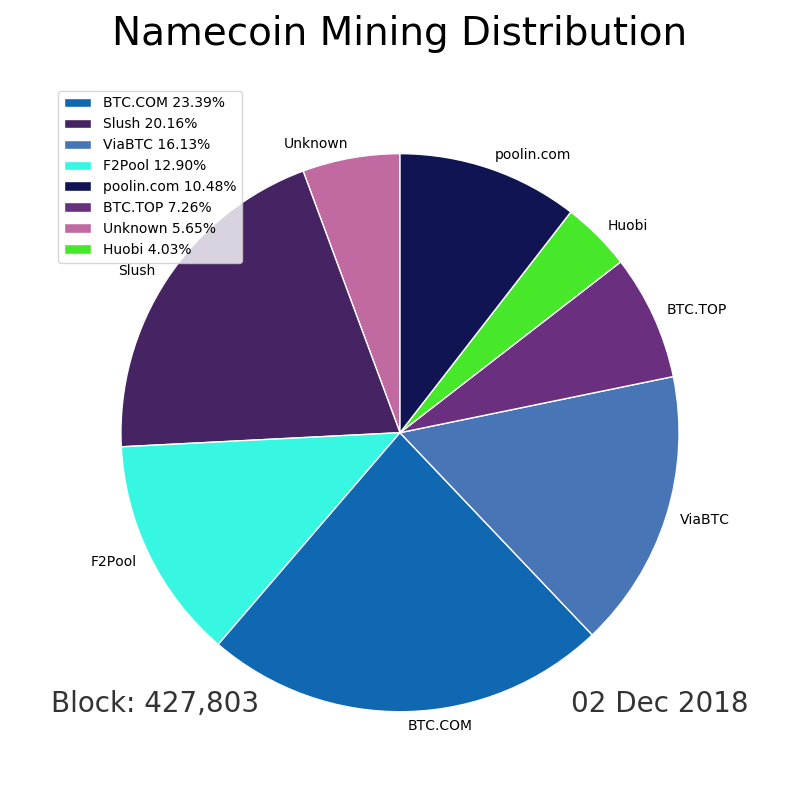 Namecoin Mining Distribution
BTC.COM 23.39%
Slush 20.16%
ViaBTC 16.13%
F2Pool 12.90%
poolin.com 10.48%
BTC.TOP 7.26%
Unknown 5.65%
Huobi 4.03%
Unknown
poolin.com
Huobi
Slush
BTC.TOP
ViaBTC
F2Pool
BTC.COM
Block: 427,803
02 Dec 2018